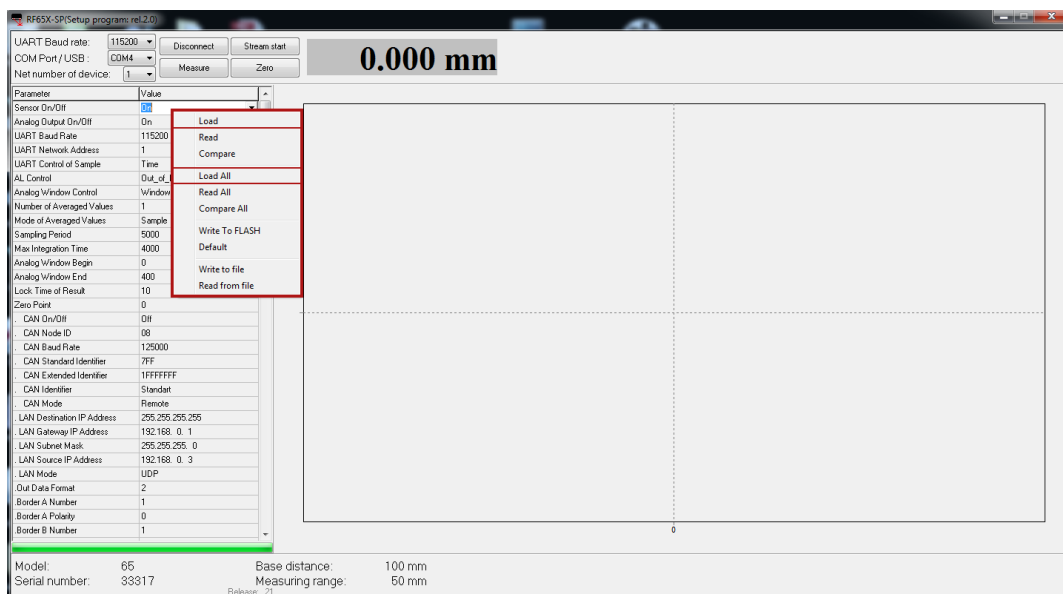 RF65X-SP(Setup program: rel.2.0)
UART Baud rate: 115200 Disconnect Stream start
COM Port / USB : COM4
Net number of device: 1 Measure Zero
0.000 mm
Parameter Value
Sensor On/Off On
Analog Output On/Off On
UART Baud Rate 115200
UART Network Address 1
UART Control of Sample Time
AL Control Out_of_
Analog Window Control Window
Number of Averaged Values 1
Mode of Averaged Values Sample
Sampling Period 5000
Max Integration Time 4000
Analog Window Begin 0
Analog Window End 400
Lock Time of Result 10
Zero Point 0
. CAN On/Off Off
. CAN Node ID 08
. CAN Baud Rate 125000
. CAN Standard Identifier 7FF
. CAN Extended Identifier 1FFFFFFF
. CAN Identifier Standart
. CAN Mode Remote
. LAN Destination IP Address 255.255.255.255
. LAN Gateway IP Address 192.168. 0. 1
. LAN Subnet Mask 255.255.255. 0
. LAN Source IP Address 192.168. 0. 3
. LAN Mode UDP
.Out Data Format 2
.Border A Number 1
.Border A Polarity 0
.Border B Number 1
Load
Read
Compare
Load All
Read All
Compare All
Write To FLASH
Default
Write to file
Read from file
0
Model: 65 Base distance: 100 mm
Serial number: 33317 Measuring range: 50 mm
Release: 21